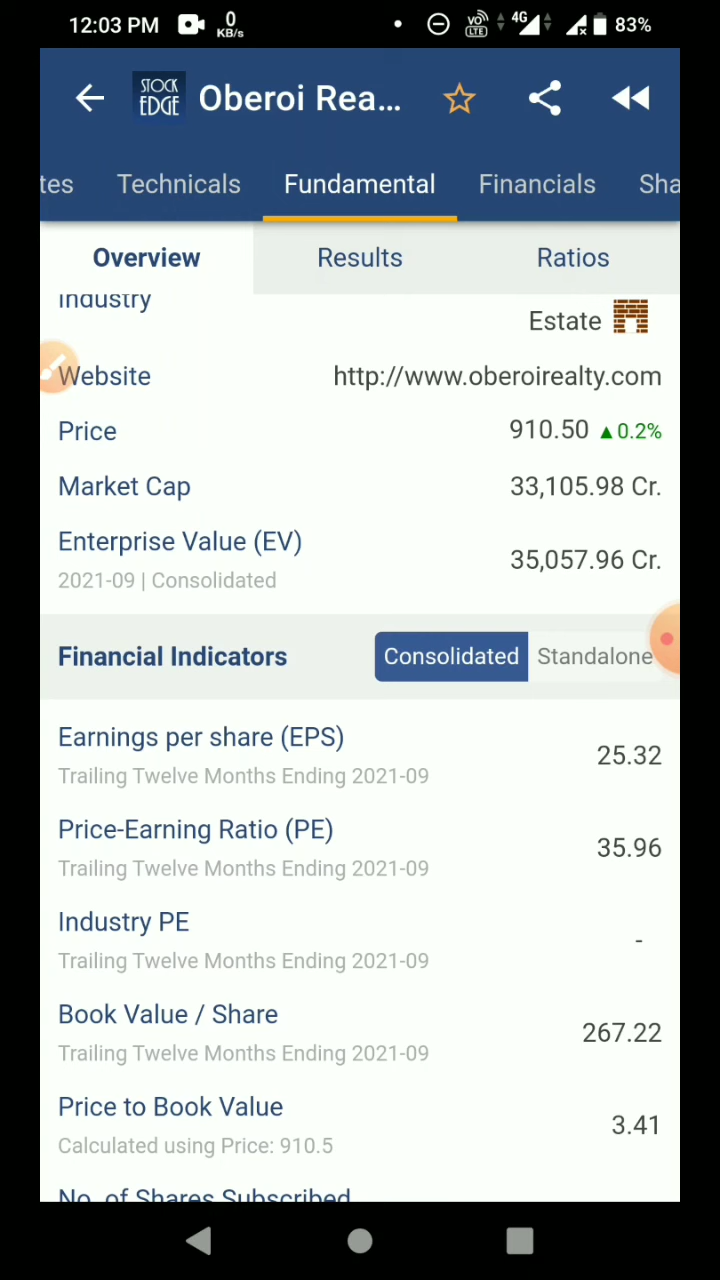 12:03 PM 0 KB/s VO LTE 4G 83%
STOCK EDGE Oberoi Rea...
tes Technicals Fundamental Financials Sha
Overview Results Ratios
Industry
Estate
Website http://www.oberoirealty.com
Price 910.50 ▲0.2%
Market Cap 33,105.98 Cr.
Enterprise Value (EV) 35,057.96 Cr.
2021-09 | Consolidated
Financial Indicators Consolidated Standalone
Earnings per share (EPS) 25.32
Trailing Twelve Months Ending 2021-09
Price-Earning Ratio (PE) 35.96
Trailing Twelve Months Ending 2021-09
Industry PE -
Trailing Twelve Months Ending 2021-09
Book Value / Share 267.22
Trailing Twelve Months Ending 2021-09
Price to Book Value 3.41
Calculated using Price: 910.5
No. of Shares Subscribed